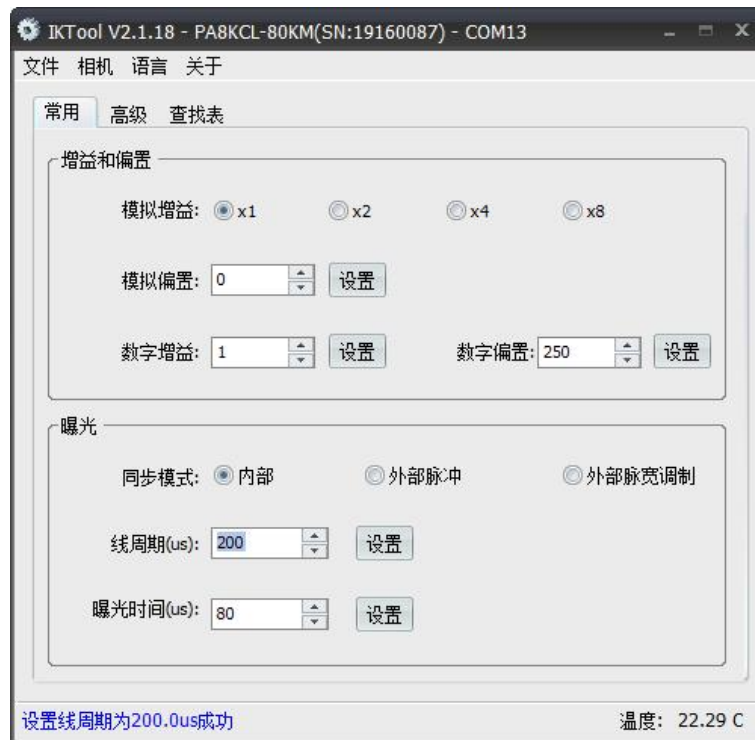 IKTool V2.1.18 - PA8KCL-80KM(SN:19160087) - COM13
文件 相机 语言 关于
常用 高级 查找表
增益和偏置
模拟增益: x1 x2 x4 x8
模拟偏置: 0 设置
数字增益: 1 设置 数字偏置: 250 设置
曝光
同步模式: 内部 外部脉冲 外部脉宽调制
线周期(us): 200 设置
曝光时间(us): 80 设置
设置线周期为200.0us成功 温度: 22.29 C